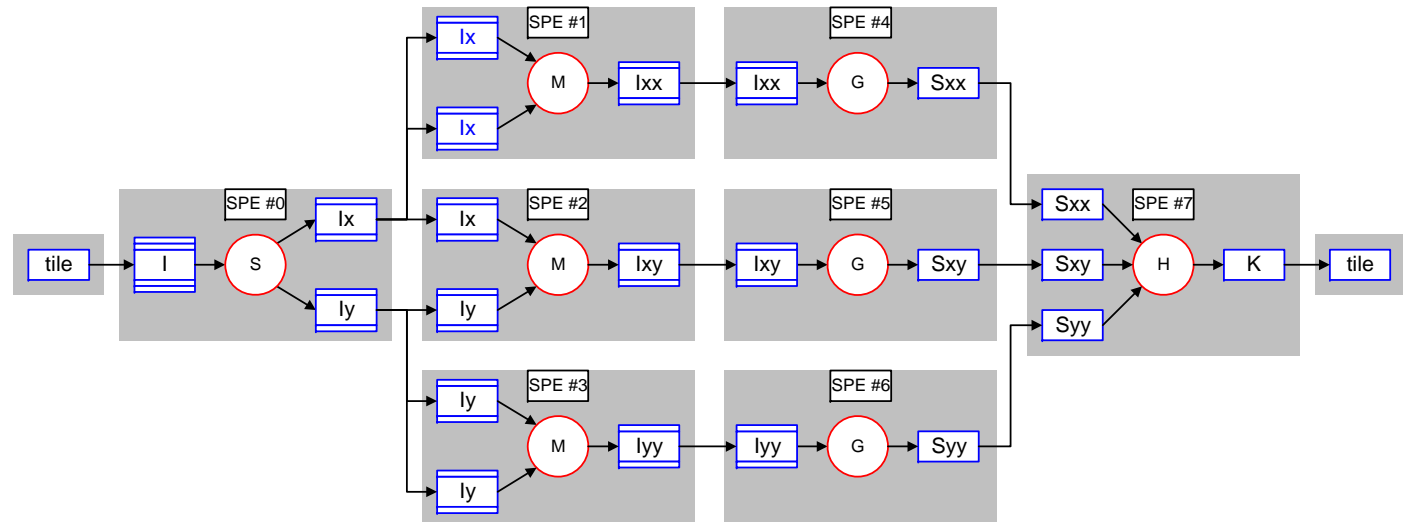 SPE #1
Ix
Ix
M
Ixx
SPE #4
Ixx
G
Sxx
tile
SPE #0
I
S
Ix
Iy
SPE #2
Ix
Iy
M
Ixy
SPE #5
Ixy
G
Sxy
SPE #3
Iy
Iy
M
Iyy
SPE #6
Iyy
G
Syy
SPE #7
Sxx
Sxy
Syy
H
K
tile